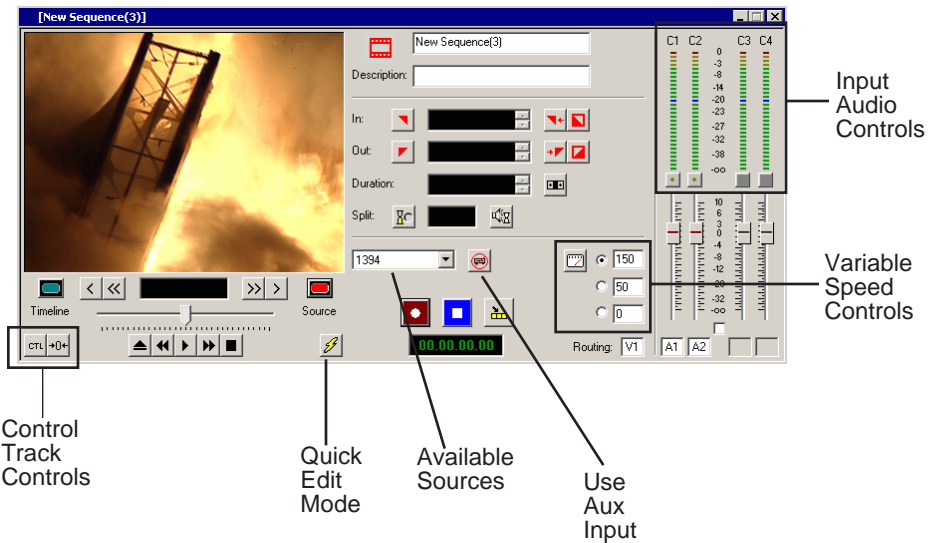 [New Sequence(3)]
New Sequence(3)
Description:
In:
Out:
Duration:
Split:
C1 C2 C3 C4
0
-3
-8
-14
-20
-23
-27
-32
-38
-oo
10
6
3
0
-4
-8
-12
-20
-32
-oo
1394
150
50
0
< << >> >
Timeline
Source
CTL →0←
00.00.00.00
Routing: V1 A1 A2
Input
Audio
Controls
Variable
Speed
Controls
Control
Track
Controls
Quick
Edit
Mode
Available
Sources
Use
Aux
Input